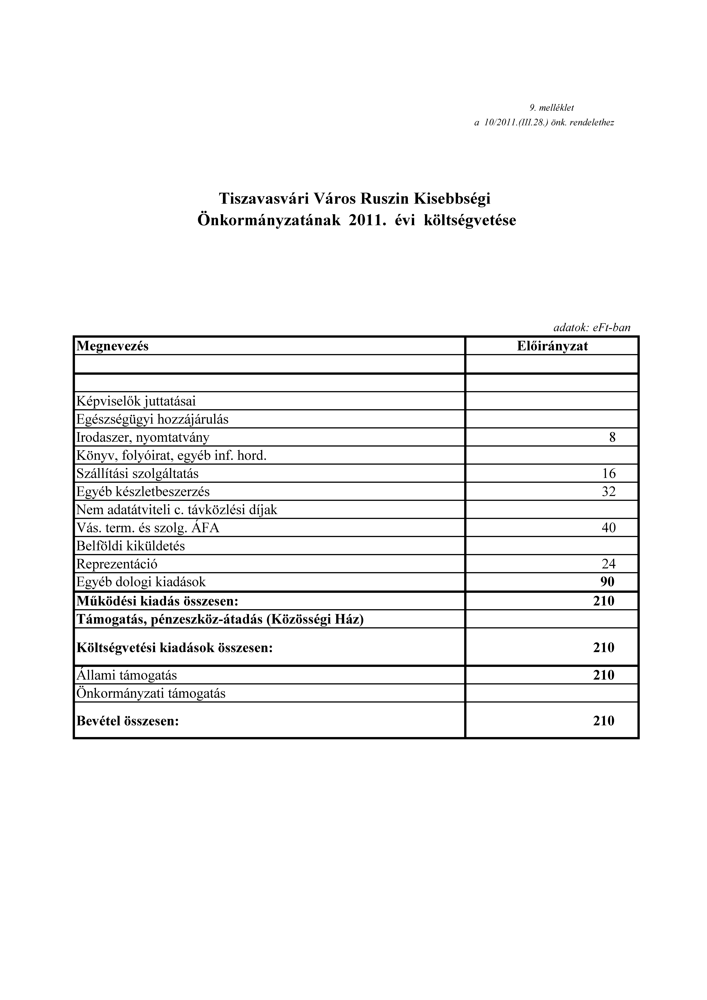 9. melléklet
a 10/2011.(III.28.) önk. rendelethez
Tiszavasvári Város Ruszin Kisebbségi
Önkormányzatának 2011. évi költségvetése
adatok: eFt-ban
Megnevezés Előirányzat
Képviselők juttatásai
Egészségügyi hozzájárulás
Irodaszer, nyomtatvány 8
Könyv, folyóirat, egyéb inf. hord.
Szállítási szolgáltatás 16
Egyéb készletbeszerzés 32
Nem adatátviteli c. távközlési díjak
Vás. term. és szolg. ÁFA 40
Belföldi kiküldetés
Reprezentáció 24
Egyéb dologi kiadások 90
Működési kiadás összesen: 210
Támogatás, pénzeszköz-átadás (Közösségi Ház)
Költségvetési kiadások összesen: 210
Állami támogatás 210
Önkormányzati támogatás
Bevétel összesen: 210